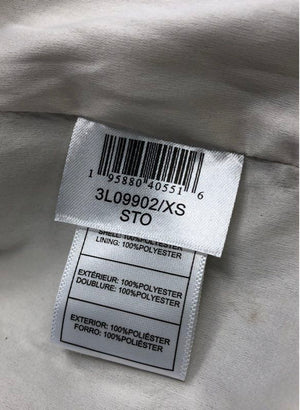 1 95880 40551 6
3L09902/XS
STO
SHELL: 100%POLYESTER
LINING: 100%POLYESTER
EXTÉRIEUR: 100%POLYESTER
DOUBLURE: 100%POLYESTER
EXTERIOR: 100%POLIÉSTER
FORRO: 100%POLIÉSTER